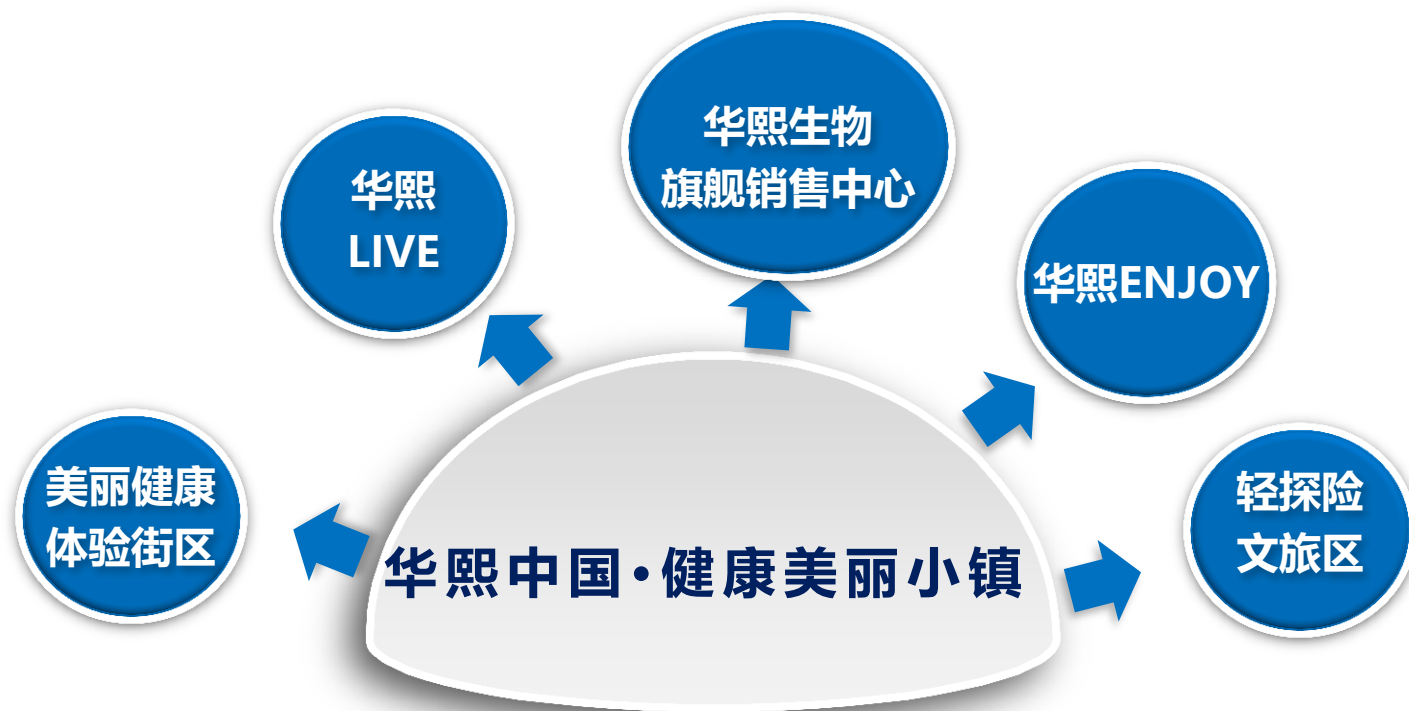 华熙生物
旗舰销售中心
华熙
LIVE
华熙ENJOY
美丽健康
体验街区
轻探险
文旅区
华熙中国·健康美丽小镇